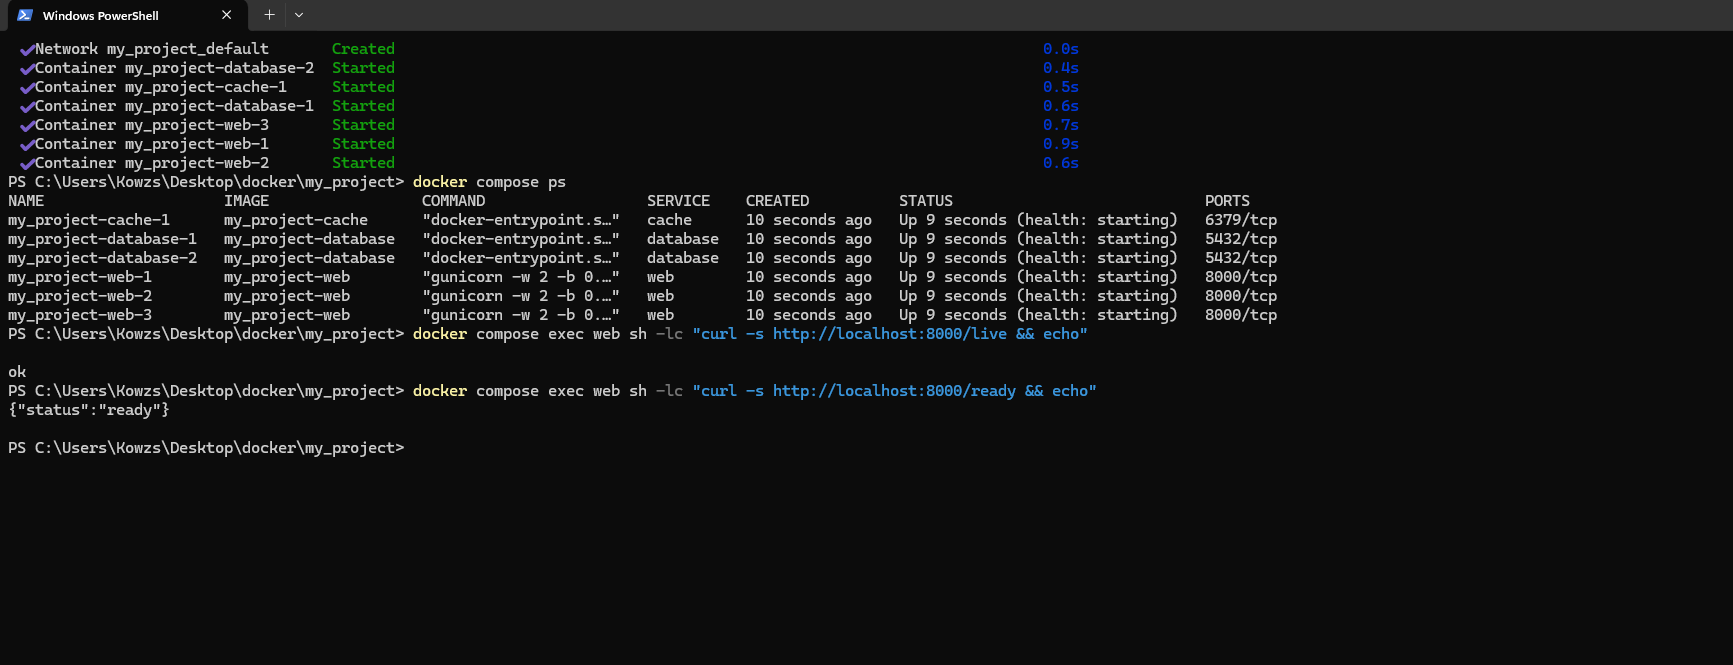 Windows PowerShell
Network my_project_default Created 0.0s
Container my_project-database-2 Started 0.4s
Container my_project-cache-1 Started 0.5s
Container my_project-database-1 Started 0.6s
Container my_project-web-3 Started 0.7s
Container my_project-web-1 Started 0.9s
Container my_project-web-2 Started 0.6s
PS C:\Users\Kowzs\Desktop\docker\my_project> docker compose ps
NAME IMAGE COMMAND SERVICE CREATED STATUS PORTS
my_project-cache-1 my_project-cache "docker-entrypoint.s…" cache 10 seconds ago Up 9 seconds (health: starting) 6379/tcp
my_project-database-1 my_project-database "docker-entrypoint.s…" database 10 seconds ago Up 9 seconds (health: starting) 5432/tcp
my_project-database-2 my_project-database "docker-entrypoint.s…" database 10 seconds ago Up 9 seconds (health: starting) 5432/tcp
my_project-web-1 my_project-web "gunicorn -w 2 -b 0.…" web 10 seconds ago Up 9 seconds (health: starting) 8000/tcp
my_project-web-2 my_project-web "gunicorn -w 2 -b 0.…" web 10 seconds ago Up 9 seconds (health: starting) 8000/tcp
my_project-web-3 my_project-web "gunicorn -w 2 -b 0.…" web 10 seconds ago Up 9 seconds (health: starting) 8000/tcp
PS C:\Users\Kowzs\Desktop\docker\my_project> docker compose exec web sh -lc "curl -s http://localhost:8000/live && echo"
ok
PS C:\Users\Kowzs\Desktop\docker\my_project> docker compose exec web sh -lc "curl -s http://localhost:8000/ready && echo"
{"status":"ready"}
PS C:\Users\Kowzs\Desktop\docker\my_project>